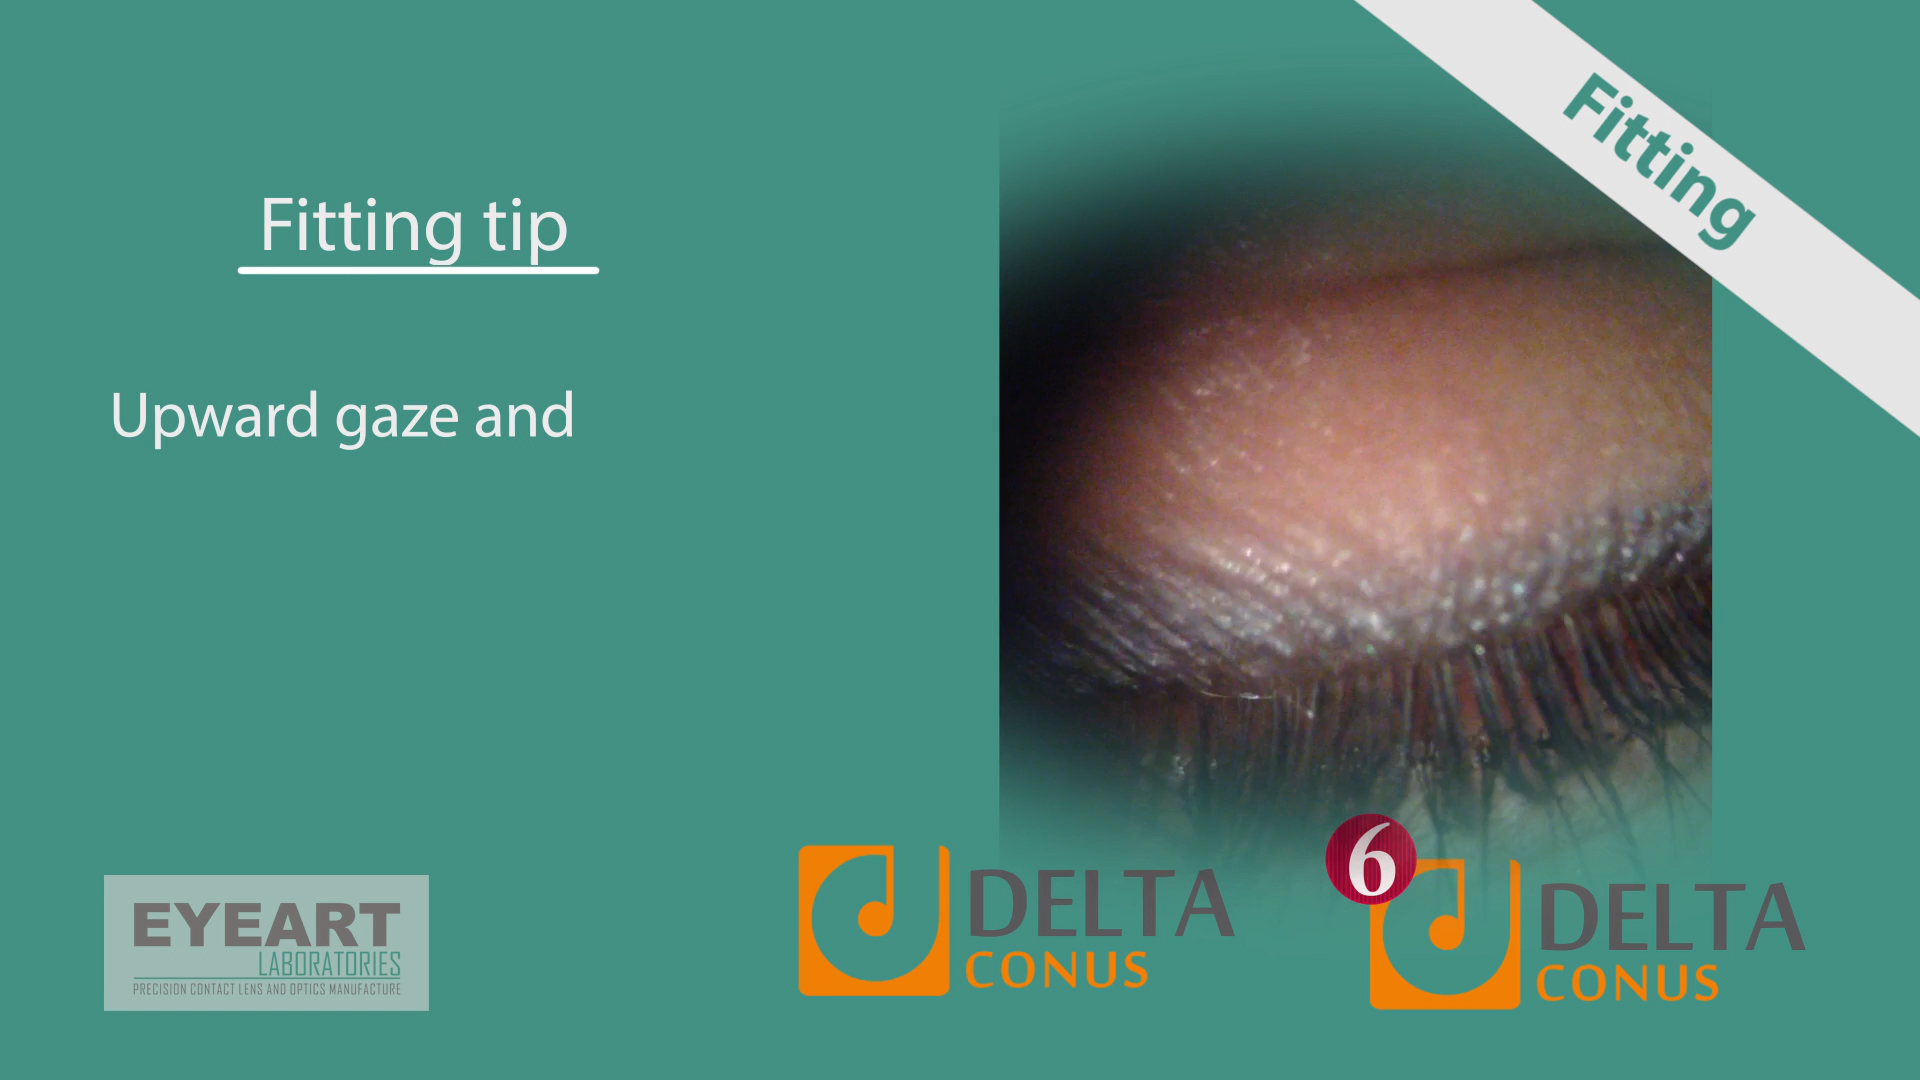 Fitting
Fitting tip
Upward gaze and
EYEART
LABORATORIES
PRECISION CONTACT LENS AND OPTICS MANUFACTURE
DELTA
CONUS
6
DELTA
CONUS